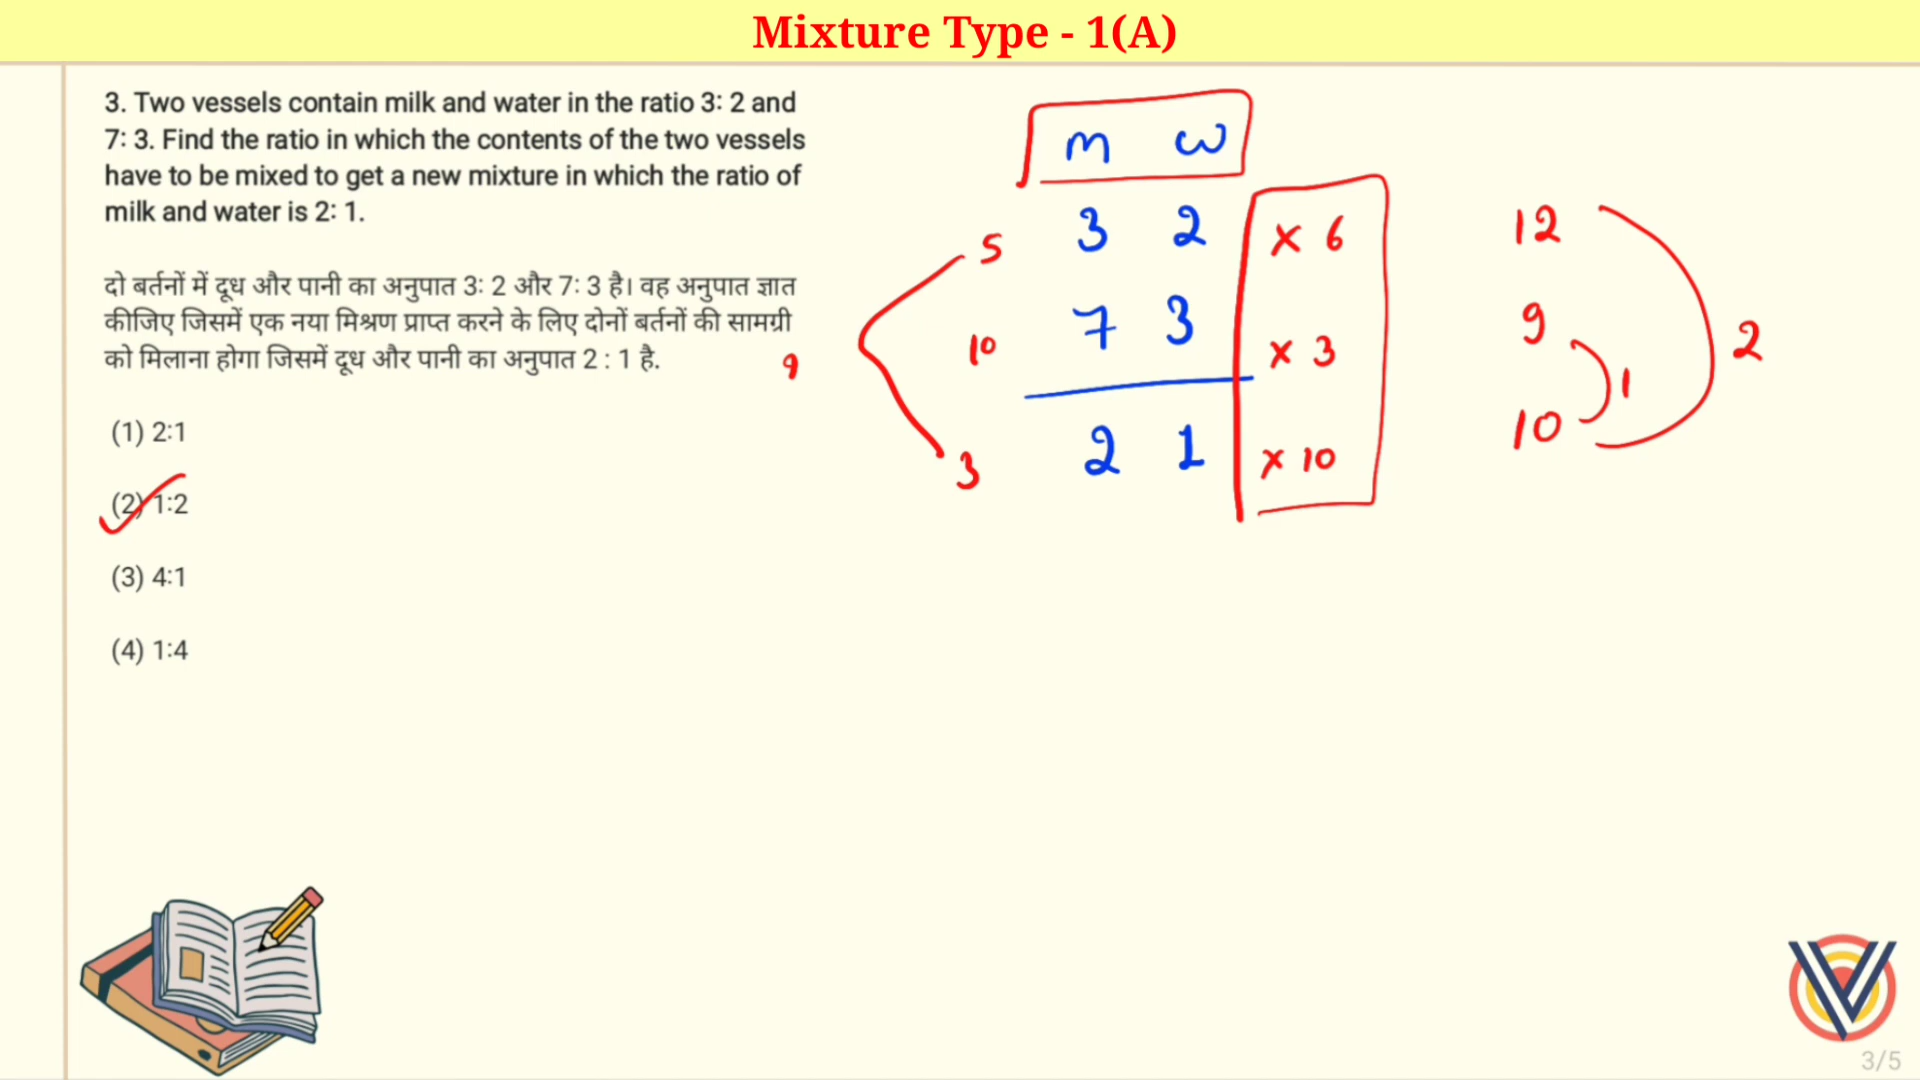 Mixture Type - 1(A)
3. Two vessels contain milk and water in the ratio 3: 2 and
7: 3. Find the ratio in which the contents of the two vessels
have to be mixed to get a new mixture in which the ratio of
milk and water is 2: 1.
दो बर्तनों में दूध और पानी का अनुपात 3: 2 और 7: 3 है। वह अनुपात ज्ञात
कीजिए जिसमें एक नया मिश्रण प्राप्त करने के लिए दोनों बर्तनों की सामग्री
को मिलाना होगा जिसमें दूध और पानी का अनुपात 2 : 1 है.
(1) 2:1
(2) 1:2
(3) 4:1
(4) 1:4
m w
5 3 2 x 6
10 7 3 x 3
3 2 1 x 10
12
9
10
1
2
3/5